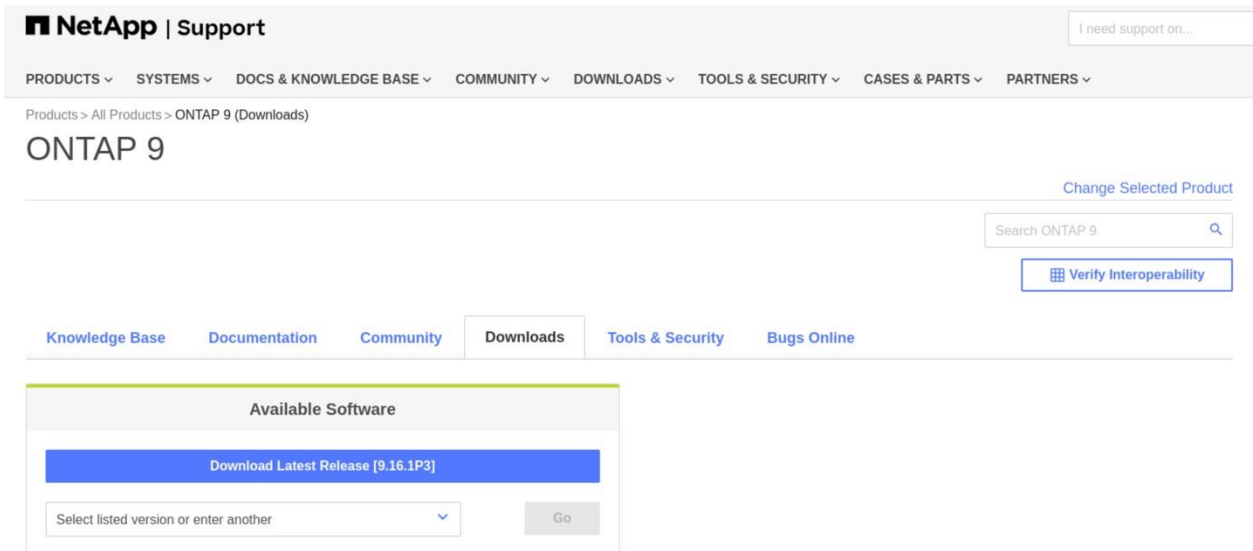 NetApp | Support
I need support on...
PRODUCTS SYSTEMS DOCS & KNOWLEDGE BASE COMMUNITY DOWNLOADS TOOLS & SECURITY CASES & PARTS PARTNERS
Products > All Products > ONTAP 9 (Downloads)
ONTAP 9
Change Selected Product
Search ONTAP 9
Verify Interoperability
Knowledge Base Documentation Community Downloads Tools & Security Bugs Online
Available Software
Download Latest Release [9.16.1P3]
Select listed version or enter another Go